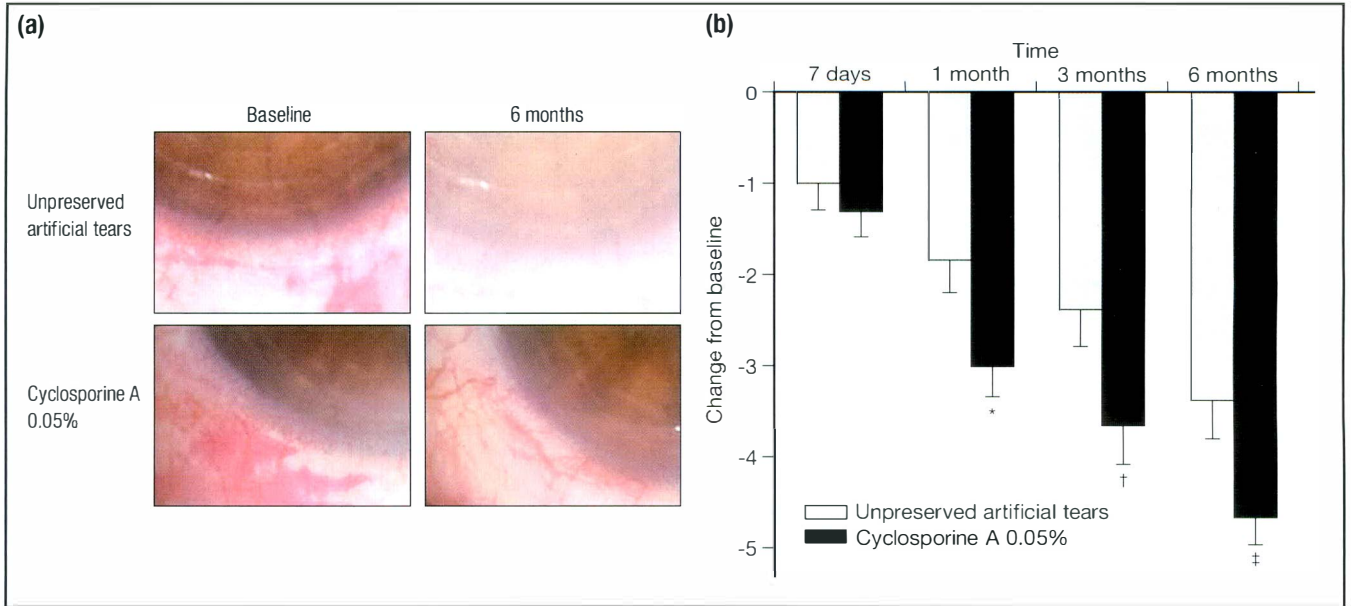 (a)
Baseline
6 months
Unpreserved
artificial tears
Cyclosporine A
0.05%
(b)
Time
7 days
1 month
3 months
6 months
Change from baseline
0
-1
-2
-3
-4
-5
*
†
‡
Unpreserved artificial tears
Cyclosporine A 0.05%